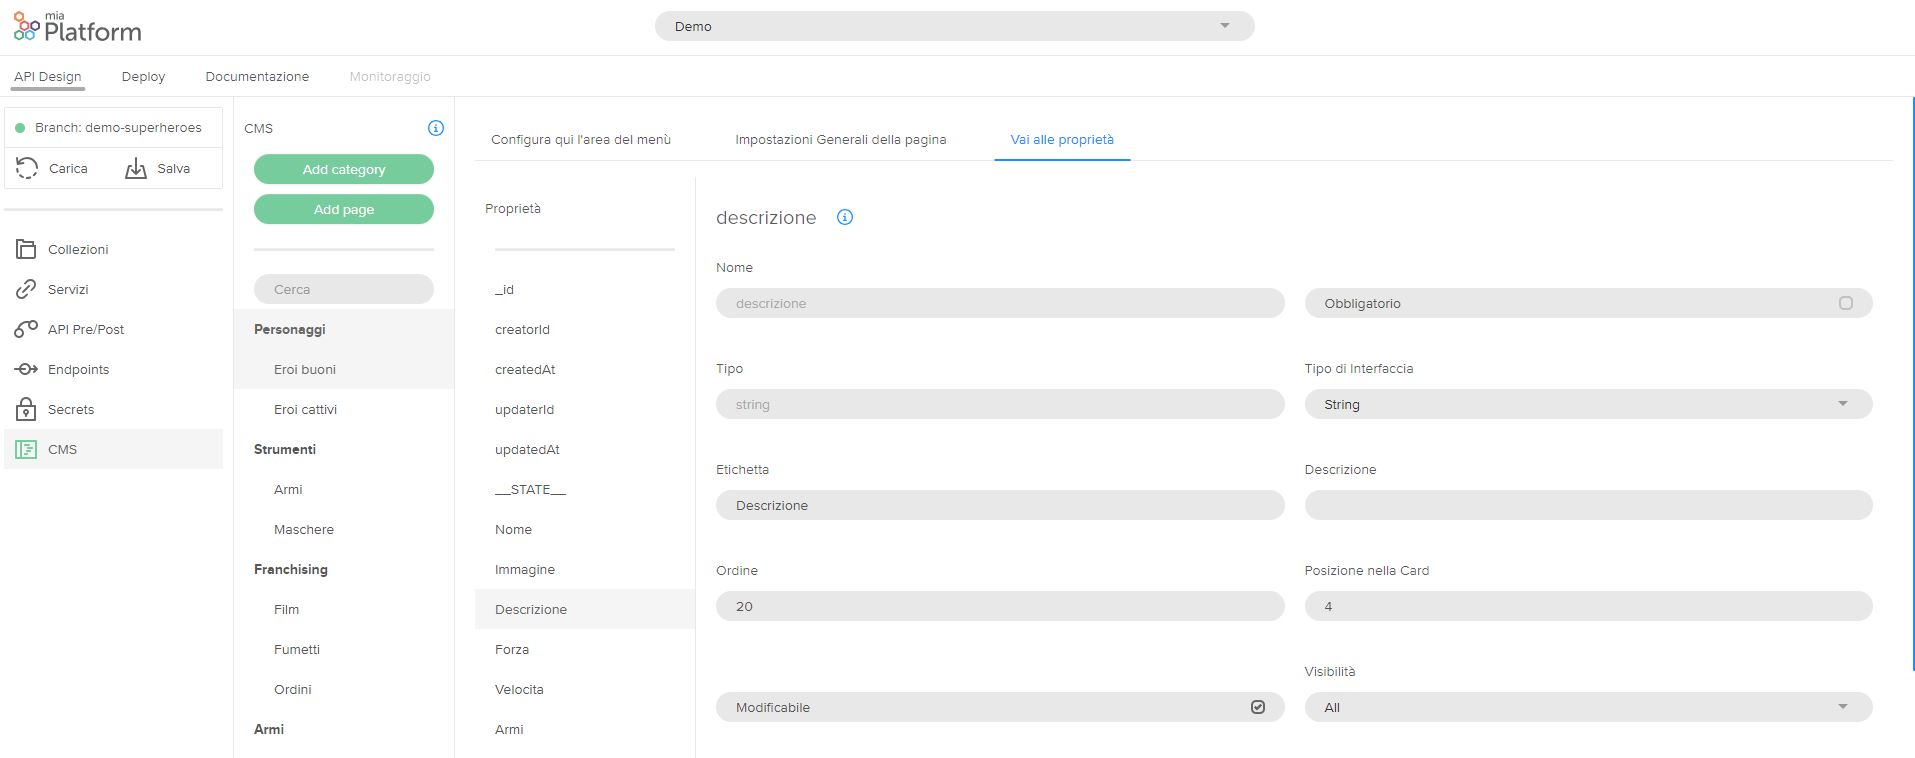 mia
Platform
Demo
API Design
Deploy
Documentazione
Monitoraggio
Branch: demo-superheroes
Carica
Salva
Collezioni
Servizi
API Pre/Post
Endpoints
Secrets
CMS
CMS
Add category
Add page
Cerca
Personaggi
Eroi buoni
Eroi cattivi
Strumenti
Armi
Maschere
Franchising
Film
Fumetti
Ordini
Armi
Configura qui l'area del menù
Impostazioni Generali della pagina
Vai alle proprietà
Proprietà
_id
creatorId
createdAt
updaterId
updatedAt
__STATE__
Nome
Immagine
Descrizione
Forza
Velocita
Armi
descrizione
Nome
descrizione
Obbligatorio
Tipo
string
Tipo di Interfaccia
String
Etichetta
Descrizione
Descrizione
Ordine
20
Posizione nella Card
4
Modificabile
Visibilità
All